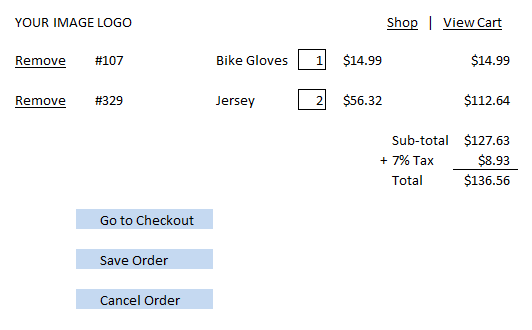 YOUR IMAGE LOGO Shop | View Cart
Remove #107 Bike Gloves 1 $14.99 $14.99
Remove #329 Jersey 2 $56.32 $112.64
Sub-total $127.63
+ 7% Tax $8.93
Total $136.56
Go to Checkout
Save Order
Cancel Order